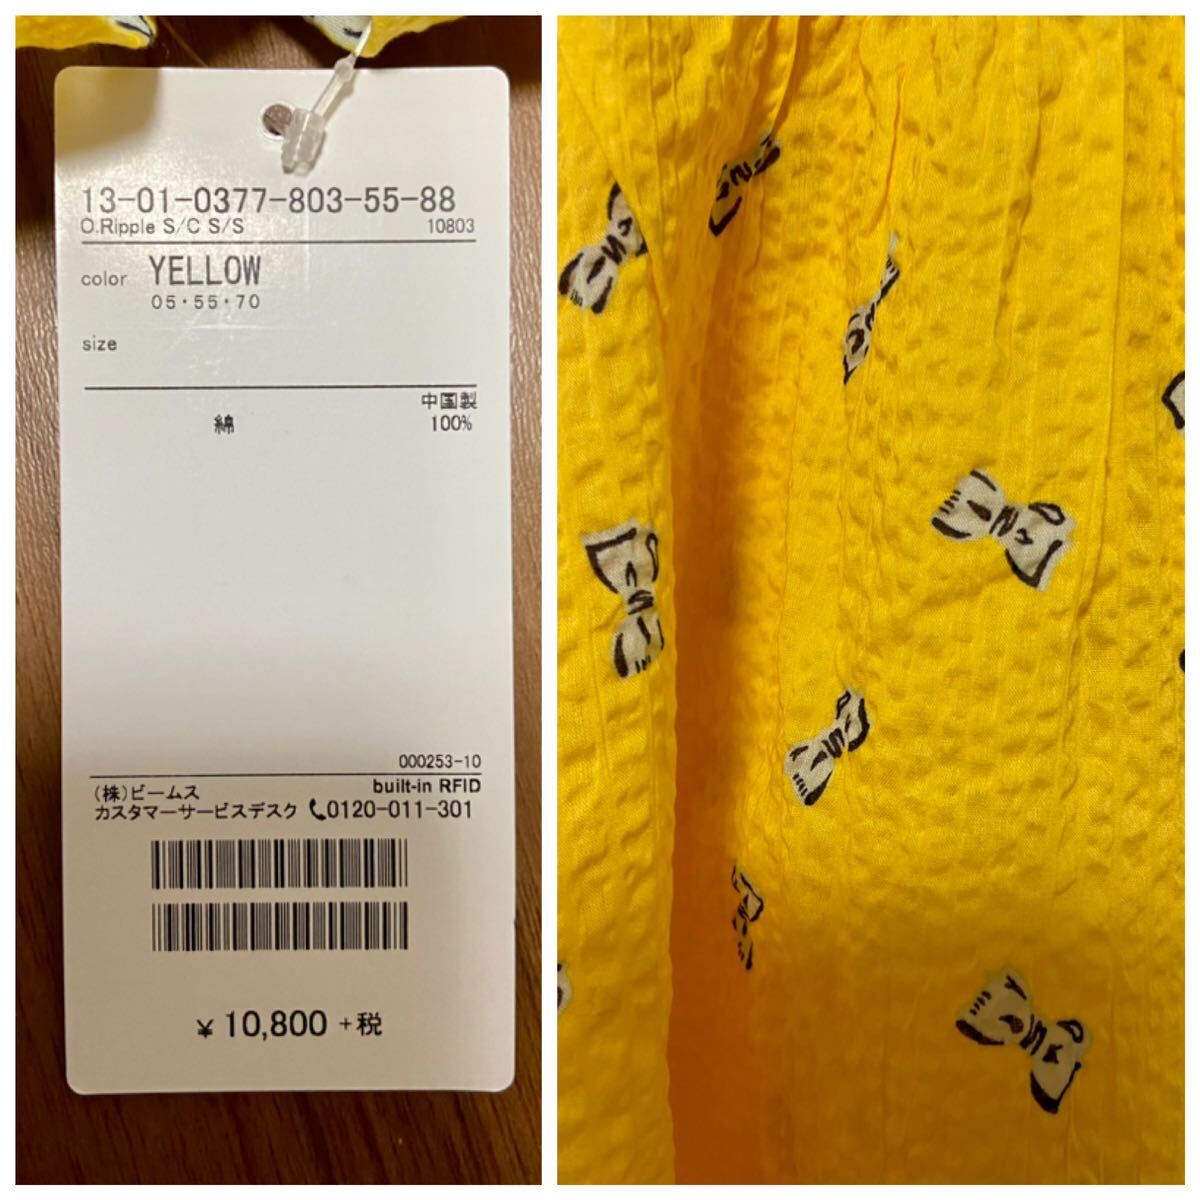 13-01-0377-803-55-88
O.Ripple S/C S/S 10803
color YELLOW
05・55・70
size
中国製
綿 100%
000253-10
built-in RFID
(株)ビームス
カスタマーサービスデスク 0120-011-301
¥ 10,800 +税